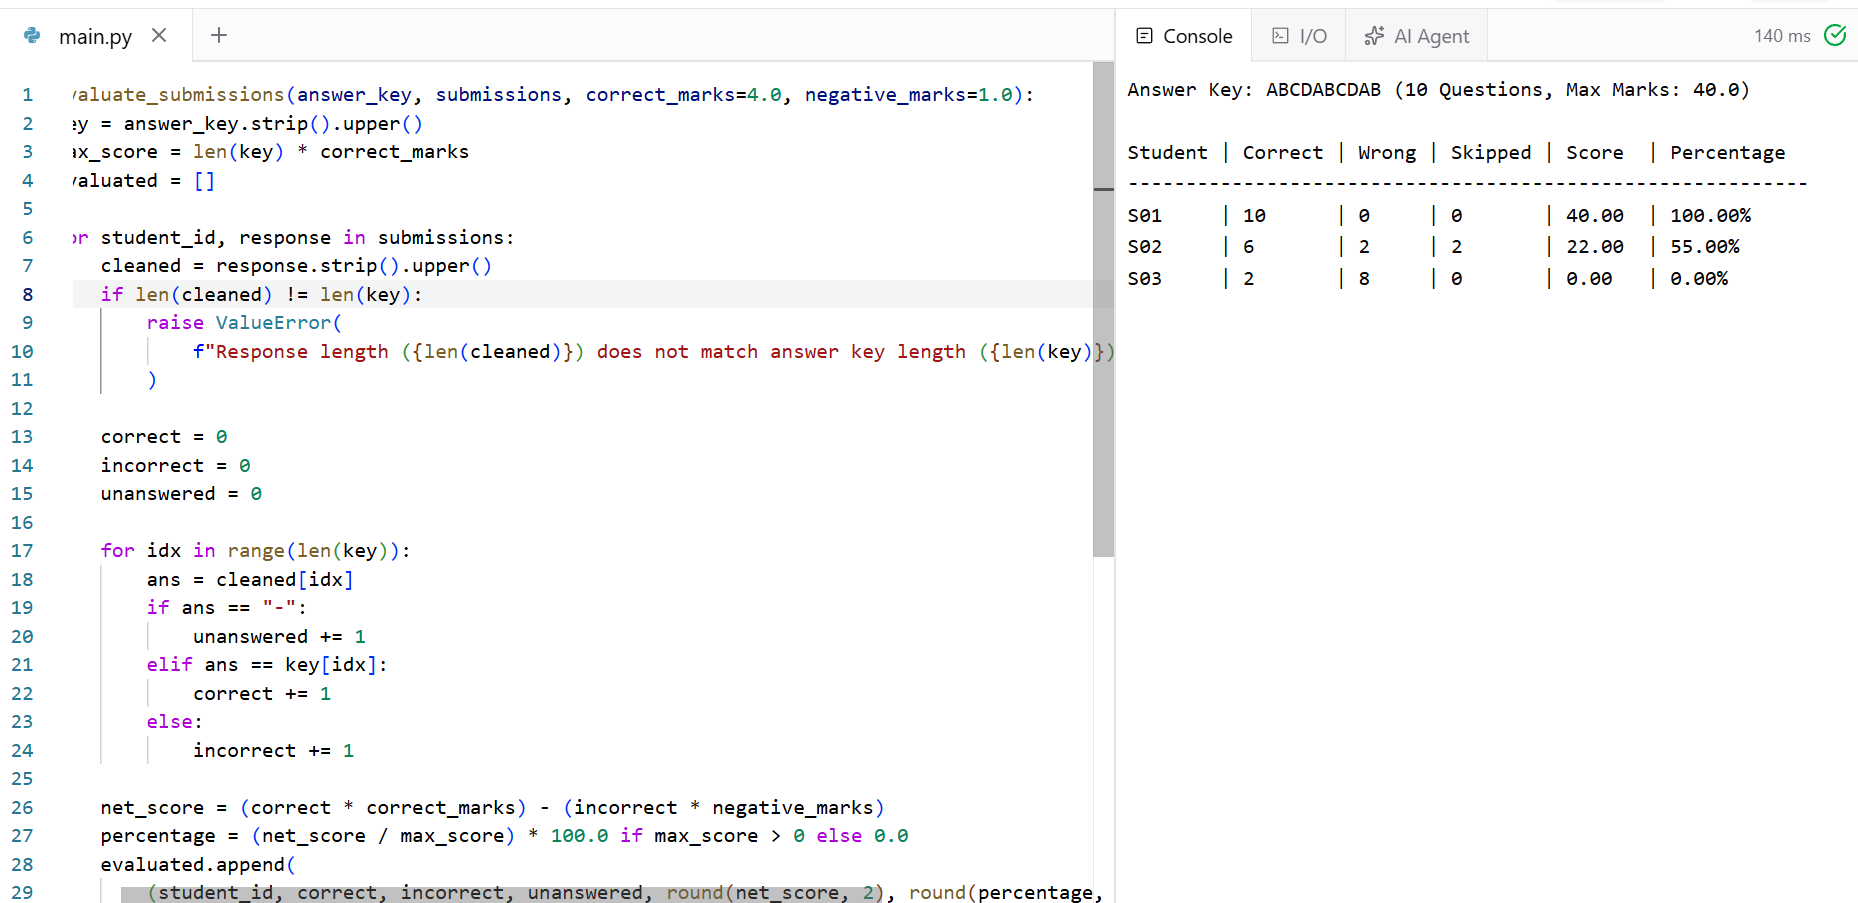 main.py
Console I/O AI Agent 140 ms
1 valuate_submissions(answer_key, submissions, correct_marks=4.0, negative_marks=1.0):
2 ey = answer_key.strip().upper()
3 ax_score = len(key) * correct_marks
4 valuated = []
5
6 or student_id, response in submissions:
7 cleaned = response.strip().upper()
8 if len(cleaned) != len(key):
9 raise ValueError(
10 f"Response length ({len(cleaned)}) does not match answer key length ({len(key)})
11 )
12
13 correct = 0
14 incorrect = 0
15 unanswered = 0
16
17 for idx in range(len(key)):
18 ans = cleaned[idx]
19 if ans == "-":
20 unanswered += 1
21 elif ans == key[idx]:
22 correct += 1
23 else:
24 incorrect += 1
25
26 net_score = (correct * correct_marks) - (incorrect * negative_marks)
27 percentage = (net_score / max_score) * 100.0 if max_score > 0 else 0.0
28 evaluated.append(
29 (student_id, correct, incorrect, unanswered, round(net_score, 2), round(percentage,
Answer Key: ABCDABCDAB (10 Questions, Max Marks: 40.0)
Student | Correct | Wrong | Skipped | Score | Percentage
-----------------------------------------------------------
S01 | 10 | 0 | 0 | 40.00 | 100.00%
S02 | 6 | 2 | 2 | 22.00 | 55.00%
S03 | 2 | 8 | 0 | 0.00 | 0.00%